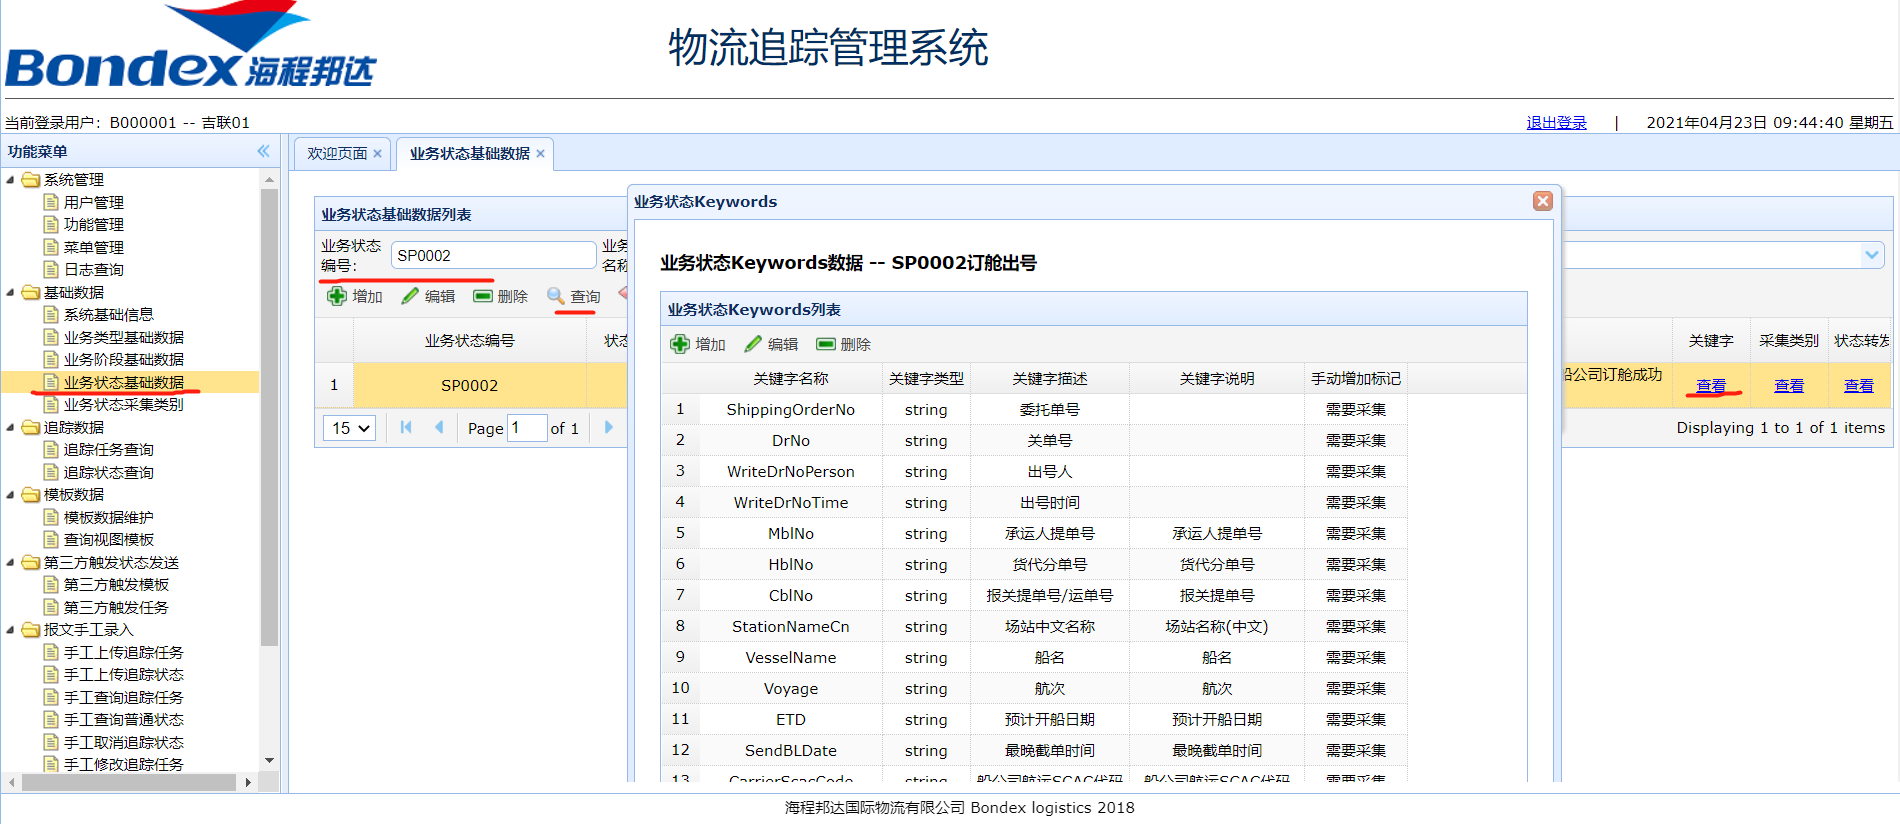 Bondex 海程邦达
物流追踪管理系统
当前登录用户： B000001 -- 吉联01
退出登录 | 2021年04月23日 09:44:40 星期五
功能菜单
系统管理
用户管理
功能管理
菜单管理
日志查询
基础数据
系统基础信息
业务类型基础数据
业务阶段基础数据
业务状态基础数据
业务状态采集类别
追踪数据
追踪任务查询
追踪状态查询
模板数据
模板数据维护
查询视图模板
第三方触发状态发送
第三方触发模板
第三方触发任务
报文手工录入
手工上传追踪任务
手工上传追踪状态
手工查询追踪任务
手工查询普通状态
手工取消追踪状态
手工修改追踪任务
欢迎页面 业务状态基础数据
业务状态基础数据列表
业务状态
编号： SP0002
业务
名称
增加 编辑 删除 查询
业务状态编号 状态
1 SP0002
15 Page 1 of 1
业务状态Keywords
业务状态Keywords数据 -- SP0002订舱出号
业务状态Keywords列表
增加 编辑 删除
关键字名称 关键字类型 关键字描述 关键字说明 手动增加标记
1 ShippingOrderNo string 委托单号 需要采集
2 DrNo string 关单号 需要采集
3 WriteDrNoPerson string 出号人 需要采集
4 WriteDrNoTime string 出号时间 需要采集
5 MblNo string 承运人提单号 承运人提单号 需要采集
6 HblNo string 货代分单号 货代分单号 需要采集
7 CblNo string 报关提单号/运单号 报关提单号 需要采集
8 StationNameCn string 场站中文名称 场站名称(中文) 需要采集
9 VesselName string 船名 船名 需要采集
10 Voyage string 航次 航次 需要采集
11 ETD string 预计开船日期 预计开船日期 需要采集
12 SendBLDate string 最晚截单时间 最晚截单时间 需要采集
13 CarrierScacCode string 船公司航运SCAC代码 船公司航运SCAC代码 需要采集
关键字 采集类别 状态转发
船公司订舱成功 查看 查看 查看
Displaying 1 to 1 of 1 items
海程邦达国际物流有限公司 Bondex logistics 2018